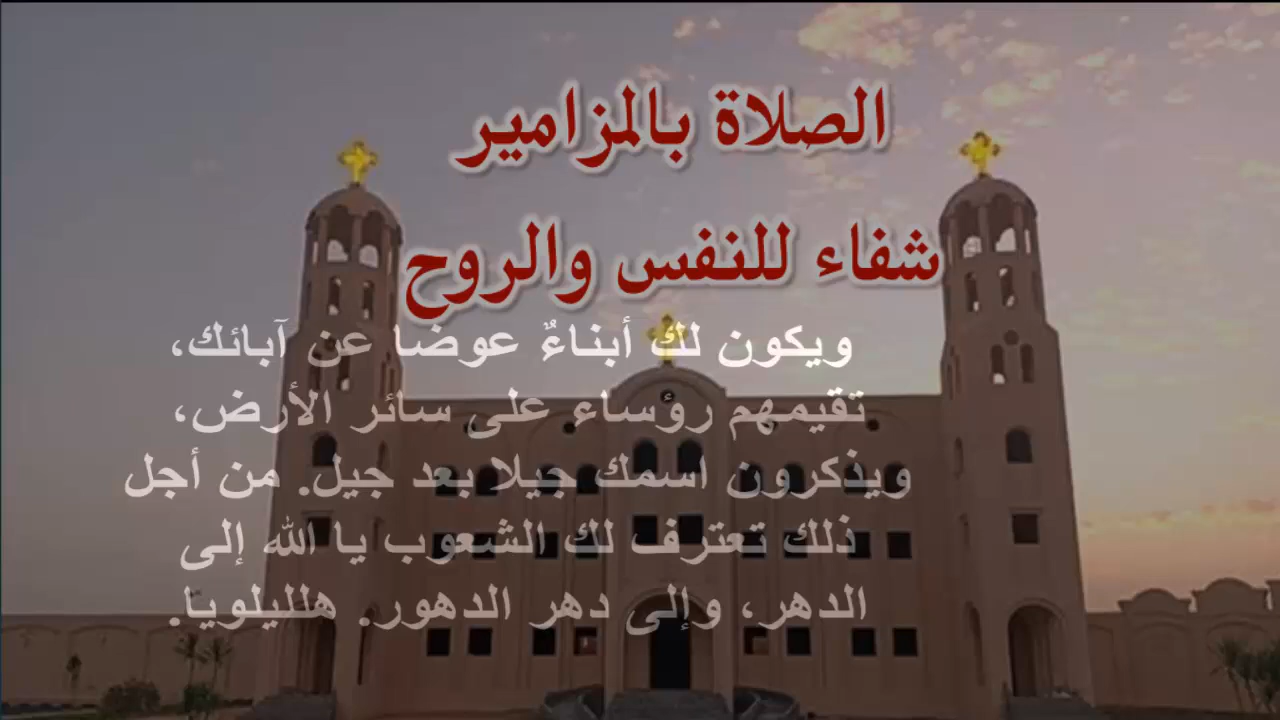 الصلاة بالمزامير
شفاء للنفس والروح
ويكون لك أبناءٌ عوضا عن آبائك،
تقيمهم رؤساء على سائر الأرض،
ويذكرون اسمك جيلا بعد جيل. من أجل
ذلك تعترف لك الشعوب يا الله إلى
الدهر، وإلى دهر الدهور. هلليلويا.